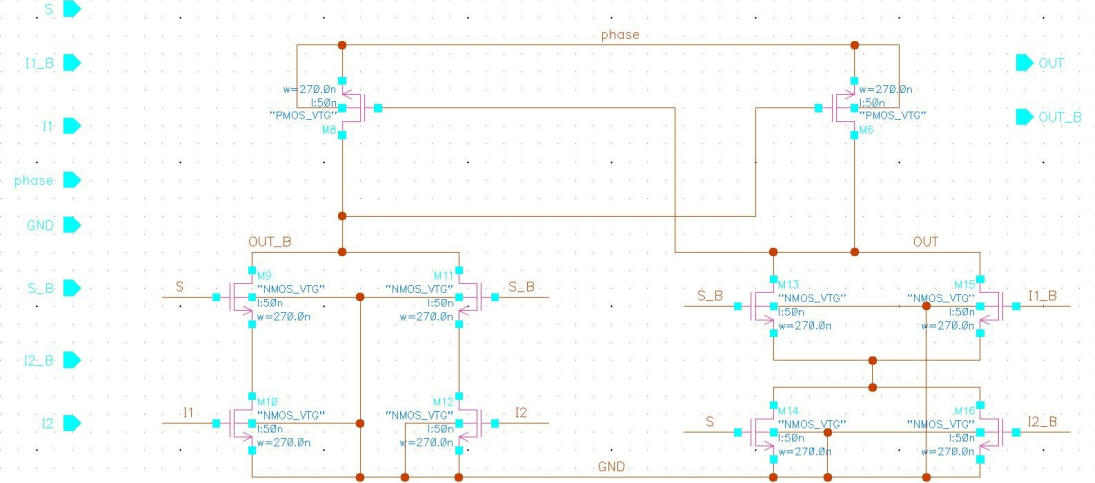 S
phase
I1_B
OUT
w=270.0n
l:50n
"PMOS_VTG"
M8
w=270.0n
l:50n
"PMOS_VTG"
M6
OUT_B
I1
phase
GND
OUT_B
OUT
M9
S
"NMOS_VTG"
l:50n
w=270.0n
M11
S_B
"NMOS_VTG"
l:50n
w=270.0n
M13
S_B
"NMOS_VTG"
l:50n
w=270.0n
M15
I1_B
"NMOS_VTG"
l:50n
w=270.0n
S_B
I2_B
I2
M10
I1
"NMOS_VTG"
l:50n
w=270.0n
M12
I2
"NMOS_VTG"
l:50n
w=270.0n
M14
S
"NMOS_VTG"
l:50n
w=270.0n
M16
I2_B
"NMOS_VTG"
l:50n
w=270.0n
GND